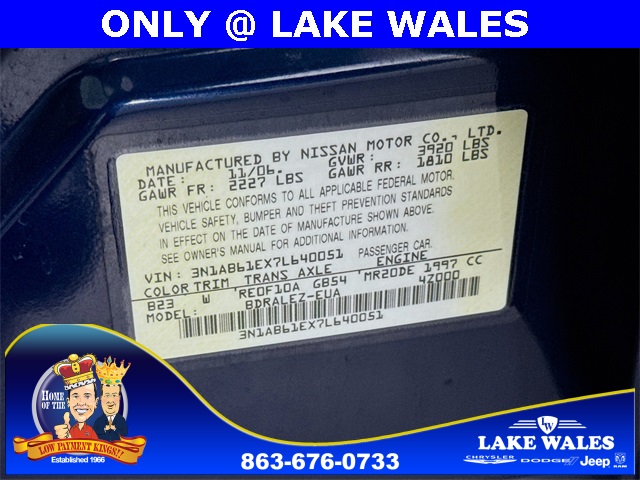 ONLY @ LAKE WALES
MANUFACTURED BY NISSAN MOTOR CO., LTD.
DATE: 11/06. GVWR: 3920 LBS
GAWR FR: 2227 LBS GAWR RR: 1810 LBS
THIS VEHICLE CONFORMS TO ALL APPLICABLE FEDERAL MOTOR
VEHICLE SAFETY, BUMPER AND THEFT PREVENTION STANDARDS
IN EFFECT ON THE DATE OF MANUFACTURE SHOWN ABOVE.
SEE OWNER'S MANUAL FOR ADDITIONAL INFORMATION.
VIN: 3N1AB61EX7L640051 PASSENGER CAR.
COLOR TRIM, TRANS AXLE ENGINE
B23 W RE0F10A GB54 MR20DE 1997 CC
MODEL: BDRALEZ-EUA 4Z000
3N1AB61EX7L640051
HOME
OF THE
LOW PAYMENT KINGS!!
Established 1966
863-676-0733
LW
LAKE WALES
CHRYSLER DODGE Jeep RAM